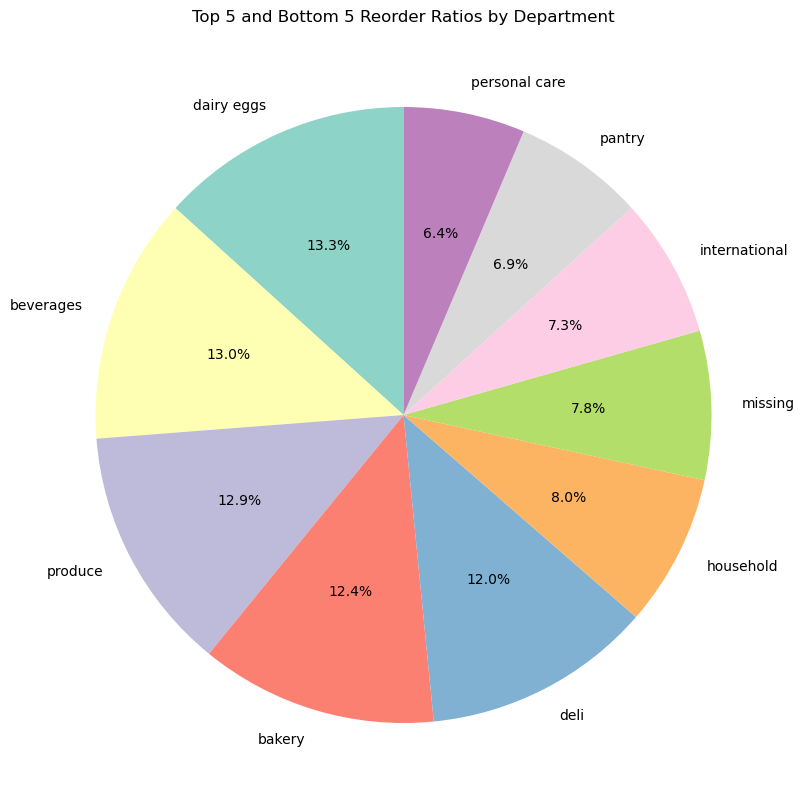 Top 5 and Bottom 5 Reorder Ratios by Department
personal care
dairy eggs
pantry
6.4%
13.3%
international
6.9%
beverages
7.3%
13.0%
missing
7.8%
12.9%
8.0%
household
produce
12.0%
12.4%
deli
bakery